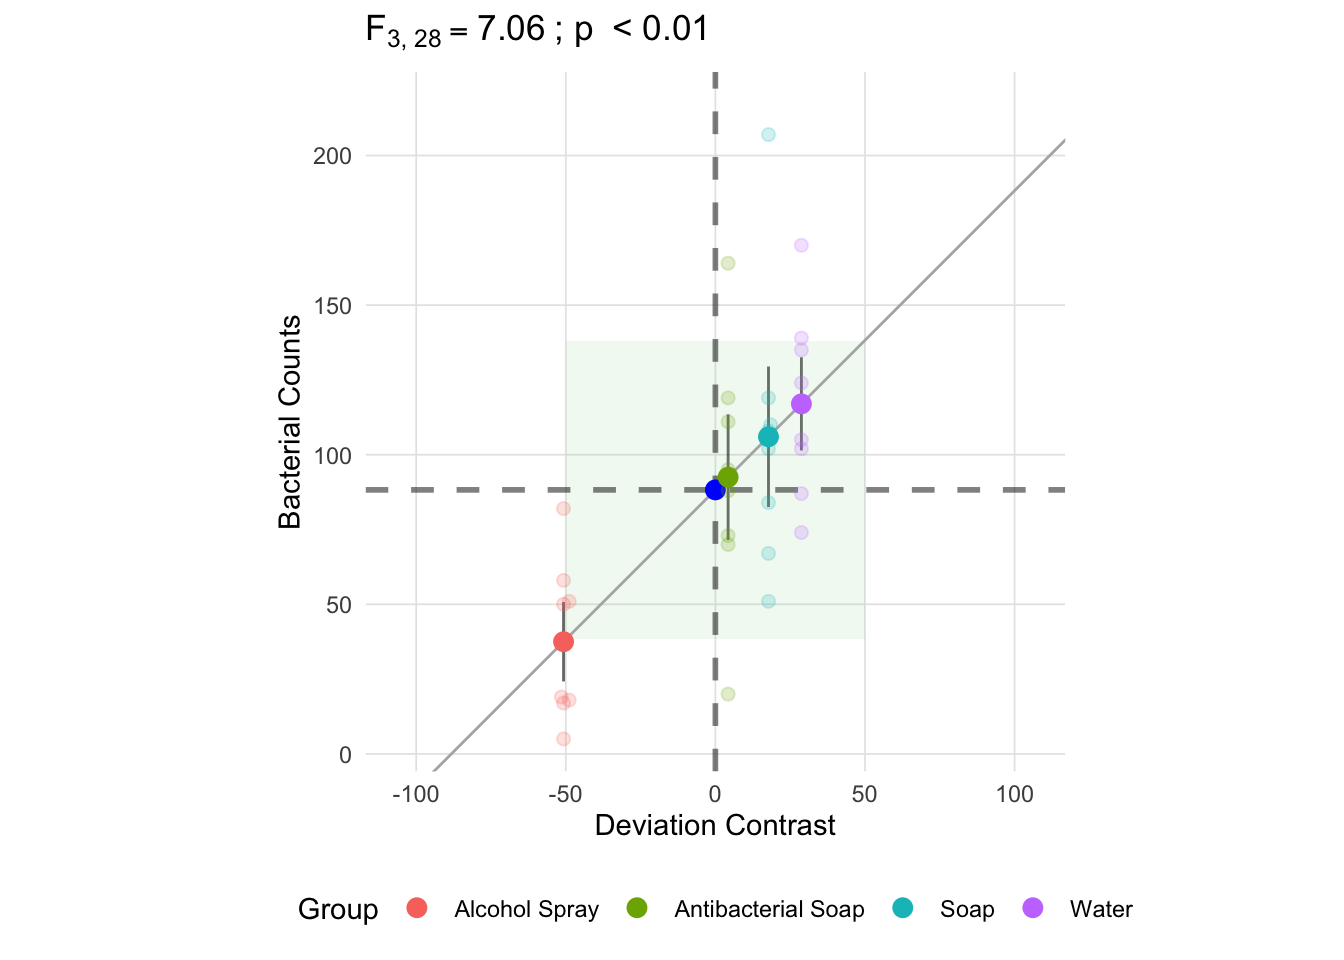 F3, 28 = 7.06 ; p < 0.01
200
150
100
50
0
Bacterial Counts
-100 -50 0 50 100
Deviation Contrast
Group Alcohol Spray Antibacterial Soap Soap Water